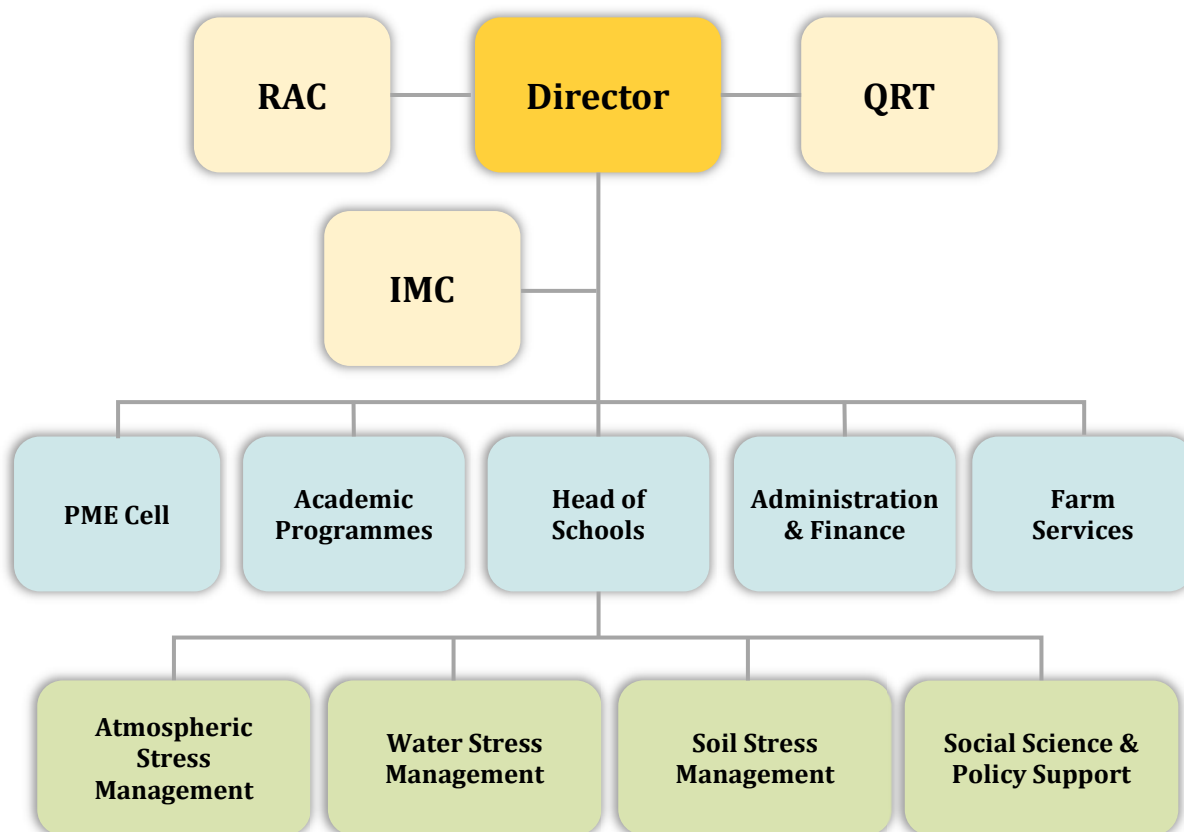 RAC
Director
QRT
IMC
PME Cell
Academic
Programmes
Head of
Schools
Administration
& Finance
Farm
Services
Atmospheric
Stress
Management
Water Stress
Management
Soil Stress
Management
Social Science &
Policy Support